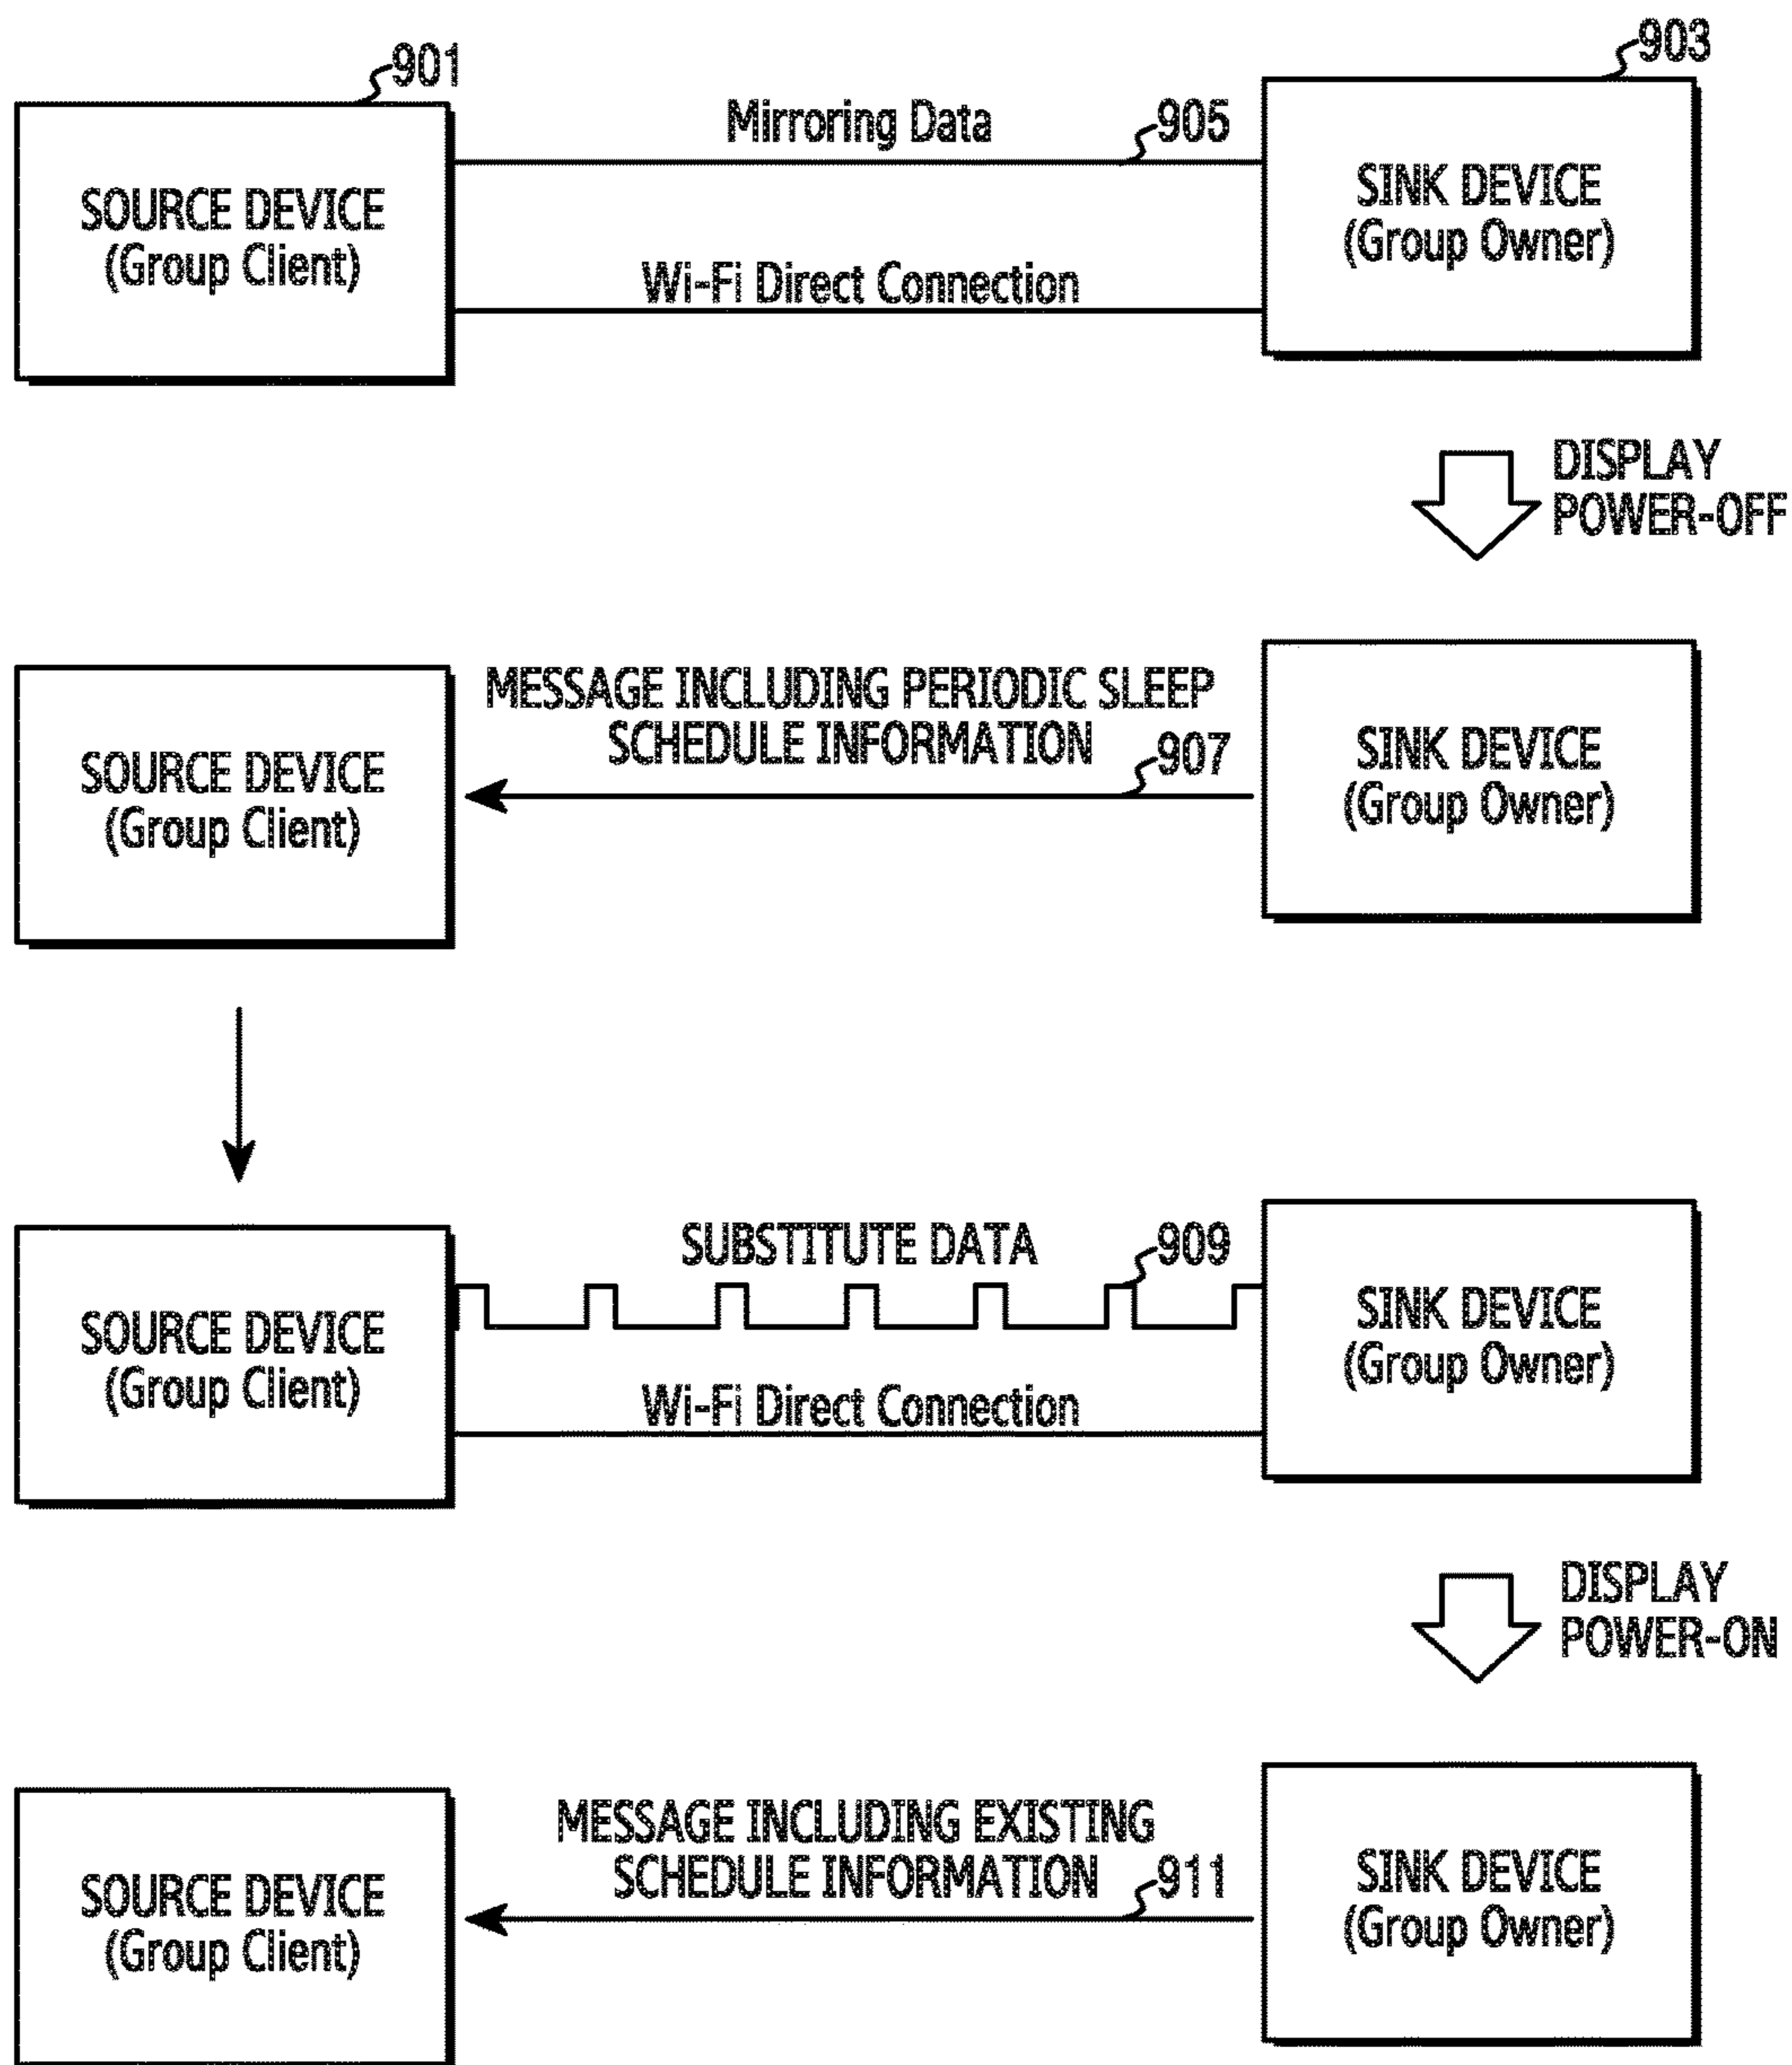 901
903
Mirroring Data
905
SOURCE DEVICE
(Group Client)
SINK DEVICE
(Group Owner)
Wi-Fi Direct Connection
DISPLAY
POWER-OFF
MESSAGE INCLUDING PERIODIC SLEEP
SCHEDULE INFORMATION
907
SOURCE DEVICE
(Group Client)
SINK DEVICE
(Group Owner)
SUBSTITUTE DATA
909
SOURCE DEVICE
(Group Client)
SINK DEVICE
(Group Owner)
Wi-Fi Direct Connection
DISPLAY
POWER-ON
MESSAGE INCLUDING EXISTING
SCHEDULE INFORMATION
911
SOURCE DEVICE
(Group Client)
SINK DEVICE
(Group Owner)